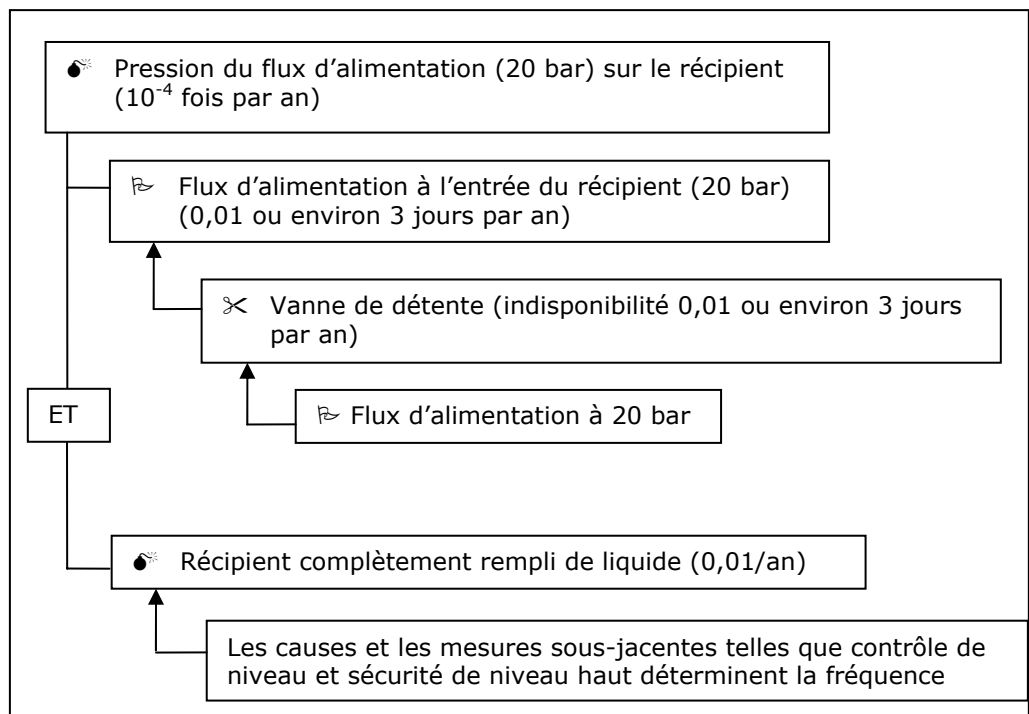 Pression du flux d’alimentation (20 bar) sur le récipient
(10⁻⁴ fois par an)
Flux d’alimentation à l’entrée du récipient (20 bar)
(0,01 ou environ 3 jours par an)
Vanne de détente (indisponibilité 0,01 ou environ 3 jours
par an)
ET
Flux d’alimentation à 20 bar
Récipient complètement rempli de liquide (0,01/an)
Les causes et les mesures sous-jacentes telles que contrôle de
niveau et sécurité de niveau haut déterminent la fréquence